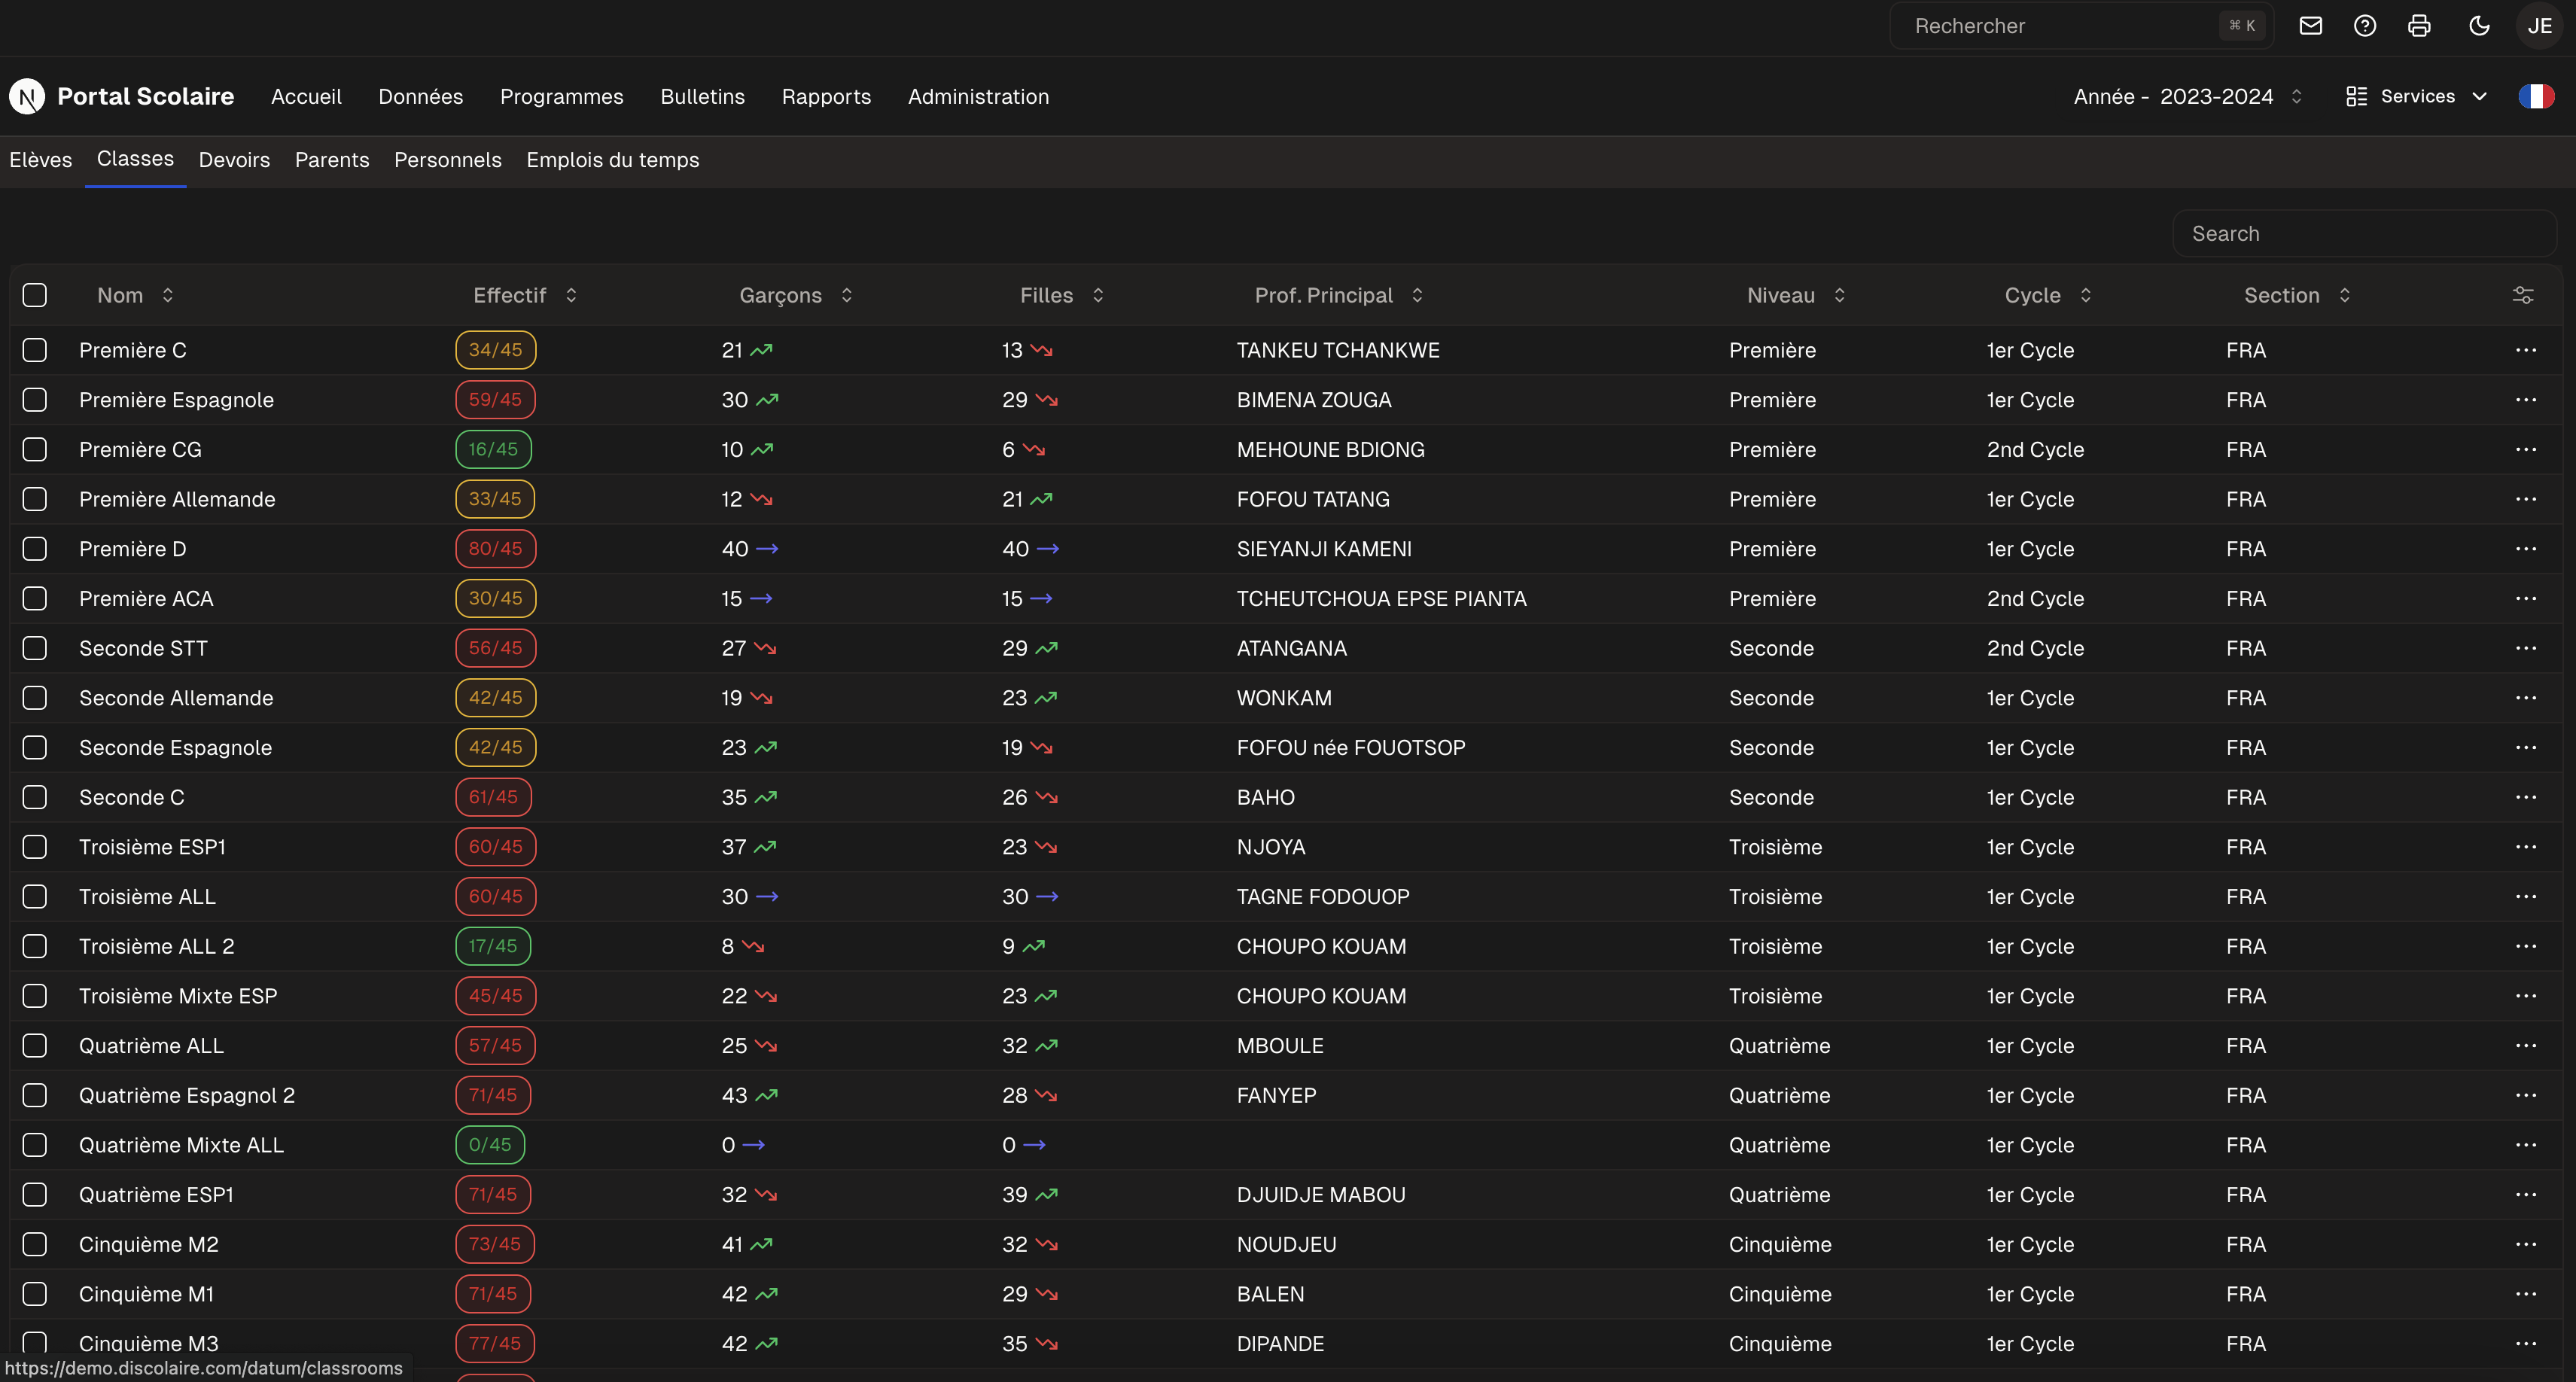 Rechercher ⌘ K JE
Portal Scolaire Accueil Données Programmes Bulletins Rapports Administration Année - 2023-2024 Services
Elèves Classes Devoirs Parents Personnels Emplois du temps
Search
Nom Effectif Garçons Filles Prof. Principal Niveau Cycle Section
Première C 34/45 21 13 TANKEU TCHANKWE Première 1er Cycle FRA
Première Espagnole 59/45 30 29 BIMENA ZOUGA Première 1er Cycle FRA
Première CG 16/45 10 6 MEHOUNE BDIONG Première 2nd Cycle FRA
Première Allemande 33/45 12 21 FOFOU TATANG Première 1er Cycle FRA
Première D 80/45 40 40 SIEYANJI KAMENI Première 1er Cycle FRA
Première ACA 30/45 15 15 TCHEUTCHOUA EPSE PIANTA Première 2nd Cycle FRA
Seconde STT 56/45 27 29 ATANGANA Seconde 2nd Cycle FRA
Seconde Allemande 42/45 19 23 WONKAM Seconde 1er Cycle FRA
Seconde Espagnole 42/45 23 19 FOFOU née FOUOTSOP Seconde 1er Cycle FRA
Seconde C 61/45 35 26 BAHO Seconde 1er Cycle FRA
Troisième ESP1 60/45 37 23 NJOYA Troisième 1er Cycle FRA
Troisième ALL 60/45 30 30 TAGNE FODOUOP Troisième 1er Cycle FRA
Troisième ALL 2 17/45 8 9 CHOUPO KOUAM Troisième 1er Cycle FRA
Troisième Mixte ESP 45/45 22 23 CHOUPO KOUAM Troisième 1er Cycle FRA
Quatrième ALL 57/45 25 32 MBOULE Quatrième 1er Cycle FRA
Quatrième Espagnol 2 71/45 43 28 FANYEP Quatrième 1er Cycle FRA
Quatrième Mixte ALL 0/45 0 0 Quatrième 1er Cycle FRA
Quatrième ESP1 71/45 32 39 DJUIDJE MABOU Quatrième 1er Cycle FRA
Cinquième M2 73/45 41 32 NOUDJEU Cinquième 1er Cycle FRA
Cinquième M1 71/45 42 29 BALEN Cinquième 1er Cycle FRA
Cinquième M3 77/45 42 35 DIPANDE Cinquième 1er Cycle FRA
https://demo.discolaire.com/datum/classrooms